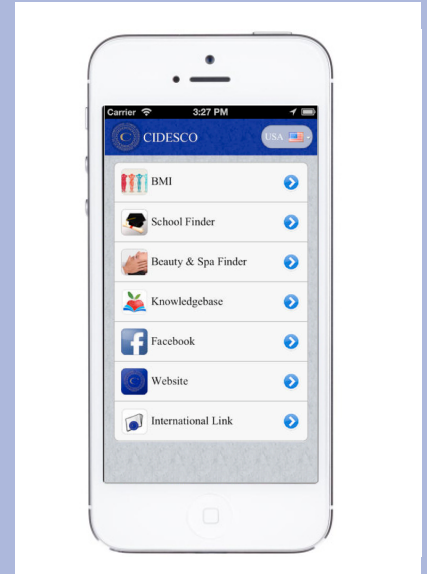 Carrier 3:27 PM
CIDESCO
USA
BMI
School Finder
Beauty & Spa Finder
Knowledgebase
Facebook
Website
International Link